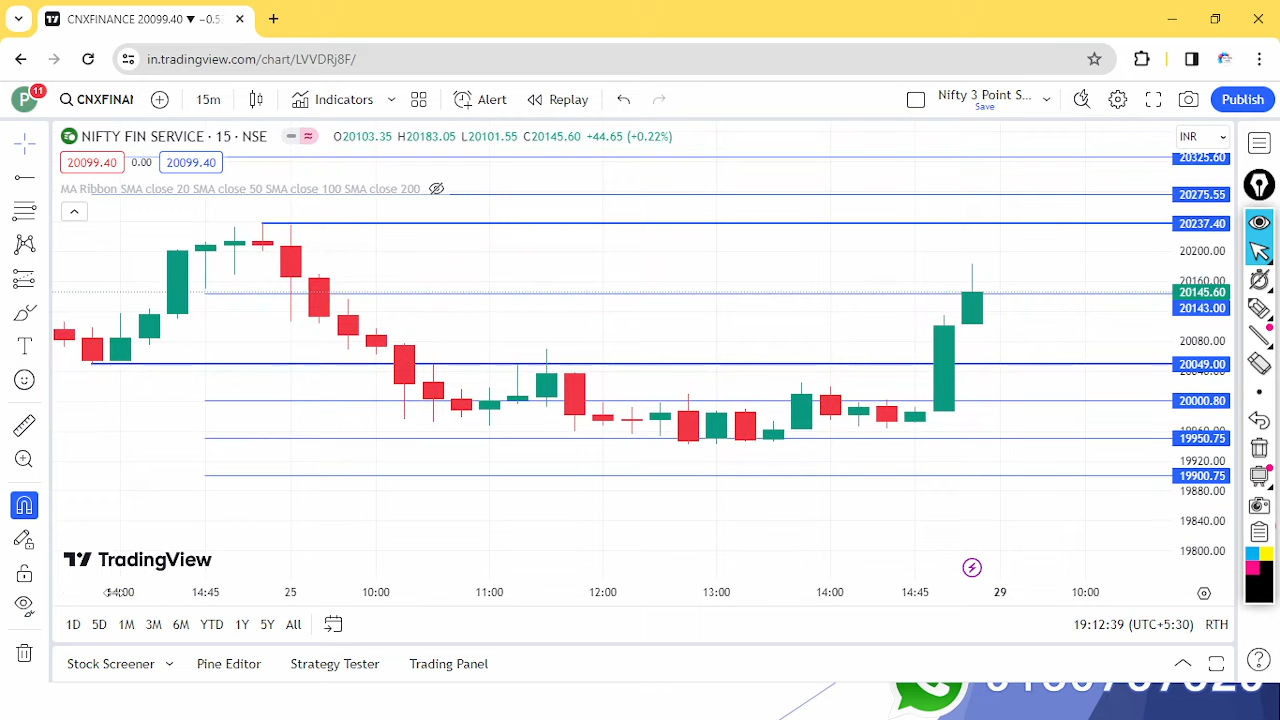 CNXFINANCE 20099.40 ▼ −0.5
in.tradingview.com/chart/LVVDRj8F/
P 11 CNXFINAN 15m Indicators Alert Replay Nifty 3 Point S... Save Publish
NIFTY FIN SERVICE · 15 · NSE O20103.35 H20183.05 L20101.55 C20145.60 +44.65 (+0.22%) INR
20099.40 0.00 20099.40
MA Ribbon SMA close 20 SMA close 50 SMA close 100 SMA close 200
20325.60
20275.55
20237.40
20200.00
20160.00
20145.60
20143.00
20080.00
20049.00
20000.80
19950.75
19920.00
19900.75
19880.00
19840.00
19800.00
TradingView
14:00 14:45 25 10:00 11:00 12:00 13:00 14:00 14:45 29 10:00
1D 5D 1M 3M 6M YTD 1Y 5Y All 19:12:39 (UTC+5:30) RTH
Stock Screener Pine Editor Strategy Tester Trading Panel